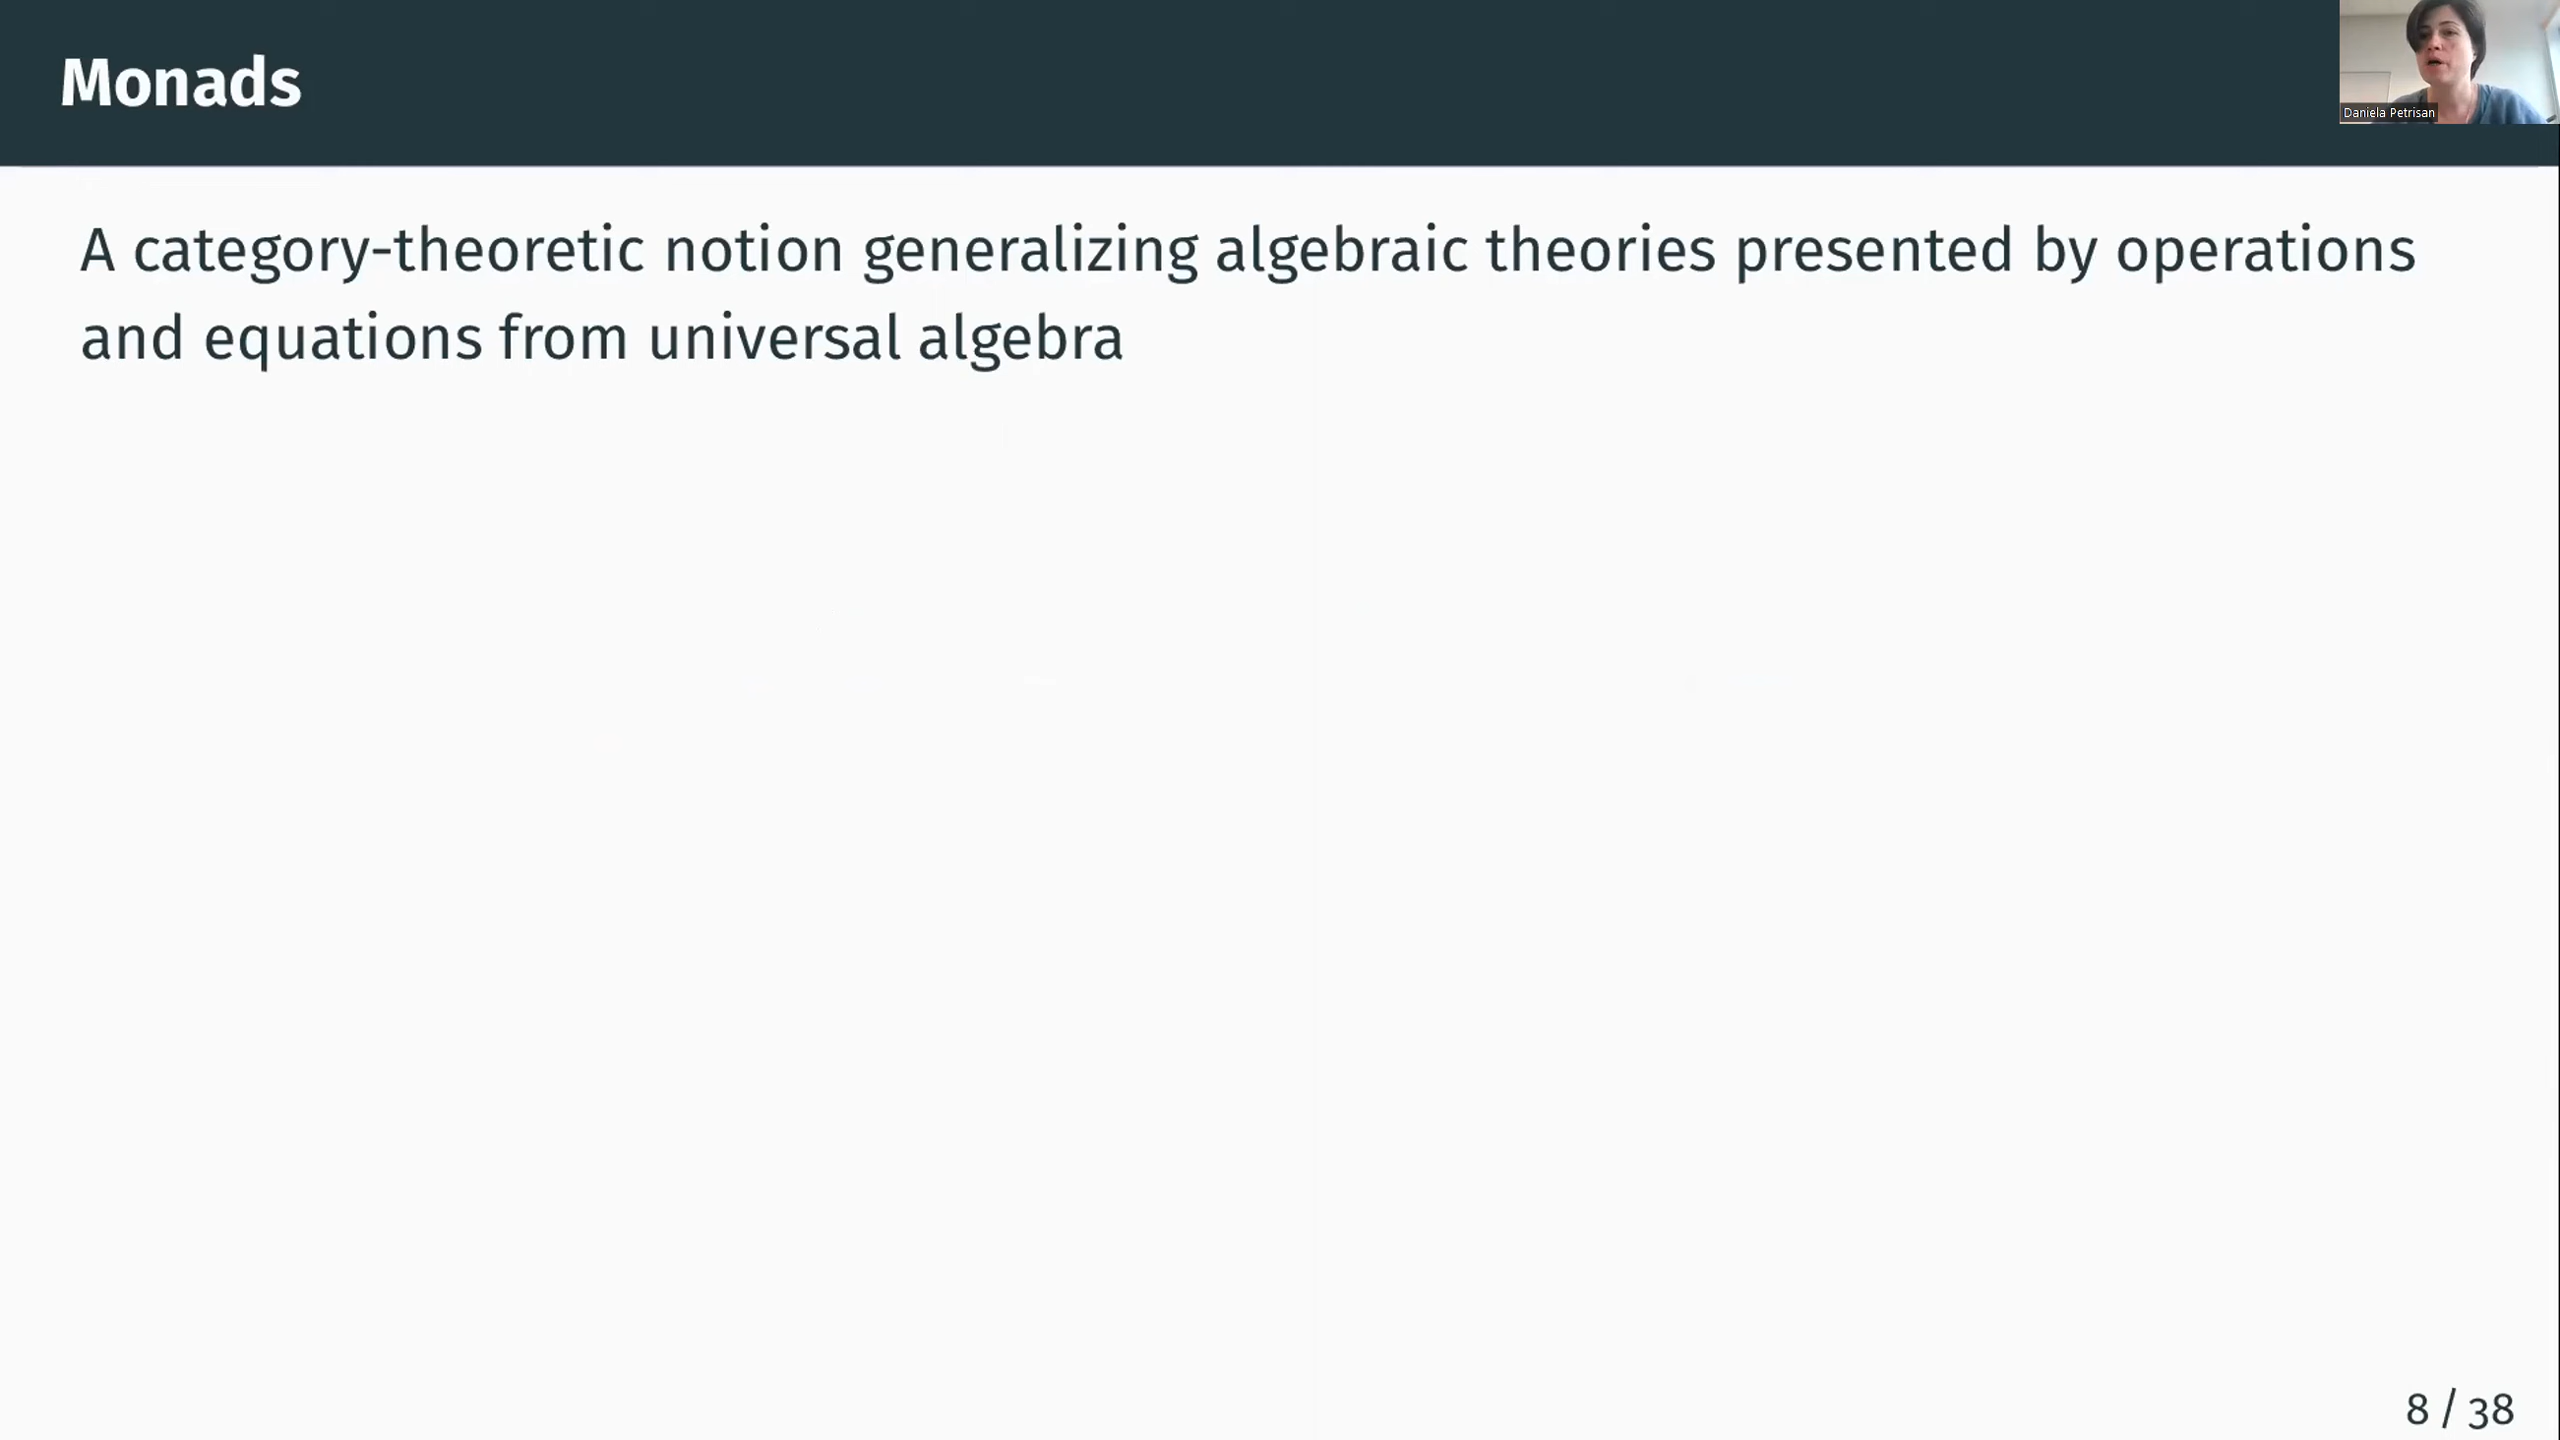 Monads
Daniela Petrisan
A category-theoretic notion generalizing algebraic theories presented by operations
and equations from universal algebra
8 / 38